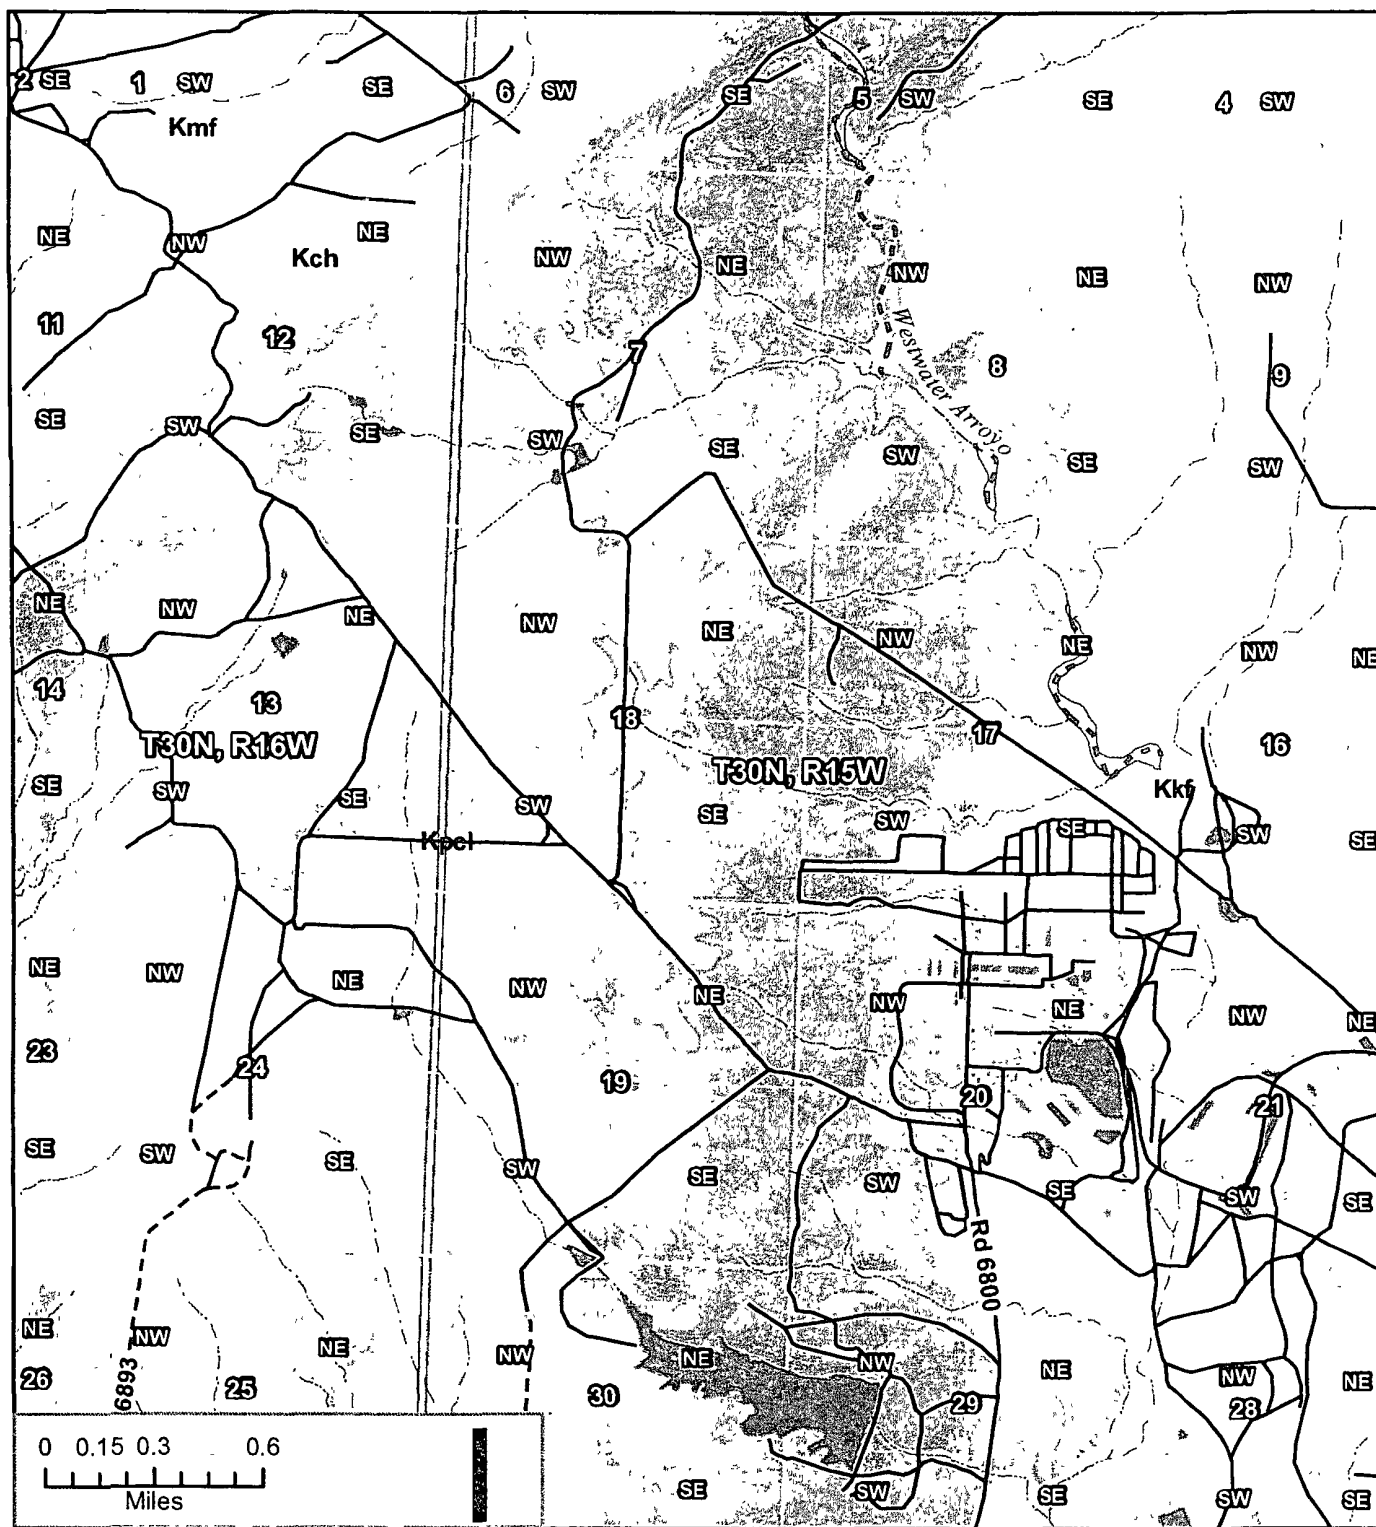 2 SE 1 SW SE 6 SW SE 5 SW SE 4 SW
Kmf
NE NW NE NW NE NW NE NW
Kch
11 12 7 8 9
Westwater Arroyo
SE SW SE SW SE SW SE SW
NE NW NE NW NE NW NE NW NE
14 13 18 17 16
T30N, R16W T30N, R15W
SE SW SE SW SE SW SE SW SE
Kkf
Kpcl
NE NW NE NW NE NW NE NW NE
23 24 19 20 21
SE SW SE SW SE SW SE SW SE
Rd 6800
NE NW NE NW NE NW NE NW NE
6893
26 25 30 29 28
SE SW SE SW SE
0 0.15 0.3 0.6
Miles